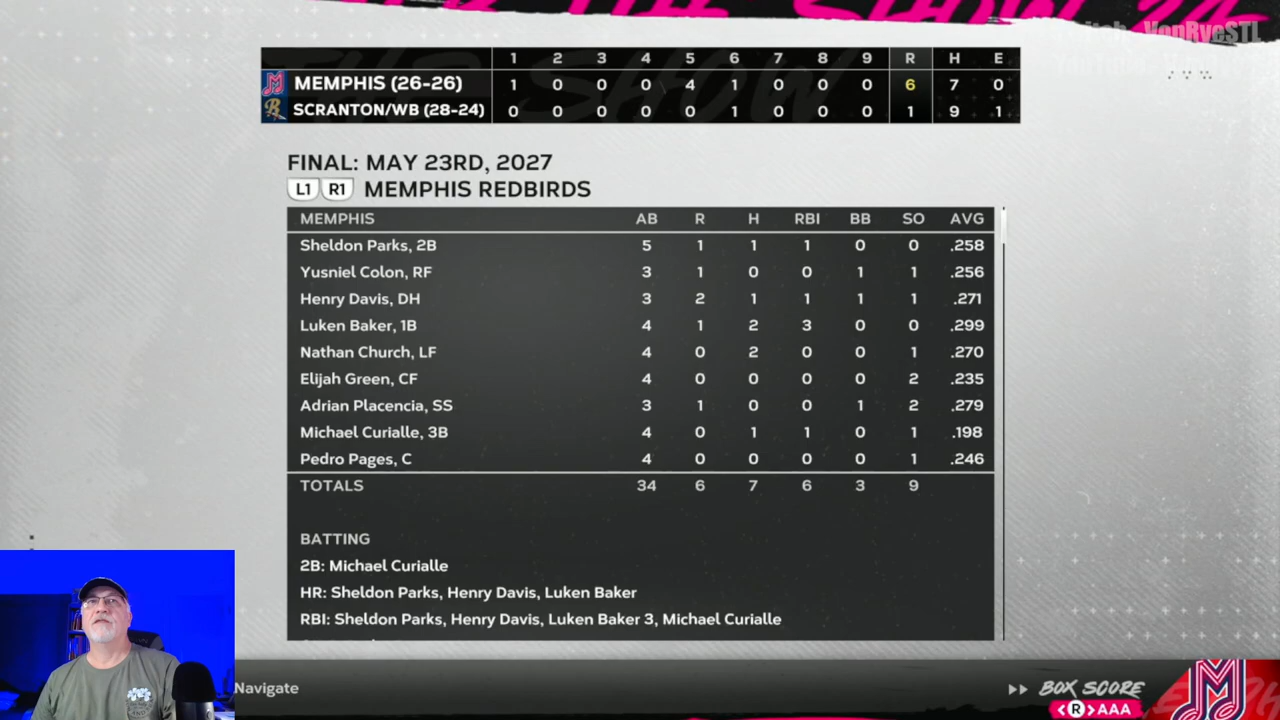 THE SHOW 24
Twitch VonRyeSTL
1 2 3 4 5 6 7 8 9 R H E
MEMPHIS (26-26) 1 0 0 0 4 1 0 0 0 6 7 0
SCRANTON/WB (28-24) 0 0 0 0 0 1 0 0 0 1 9 1
FINAL: MAY 23RD, 2027
L1 R1 MEMPHIS REDBIRDS
MEMPHIS AB R H RBI BB SO AVG
Sheldon Parks, 2B 5 1 1 1 0 0 .258
Yusniel Colon, RF 3 1 0 0 1 1 .256
Henry Davis, DH 3 2 1 1 1 1 .271
Luken Baker, 1B 4 1 2 3 0 0 .299
Nathan Church, LF 4 0 2 0 0 1 .270
Elijah Green, CF 4 0 0 0 0 2 .235
Adrian Placencia, SS 3 1 0 0 1 2 .279
Michael Curialle, 3B 4 0 1 1 0 1 .198
Pedro Pages, C 4 0 0 0 0 1 .246
TOTALS 34 6 7 6 3 9
BATTING
2B: Michael Curialle
HR: Sheldon Parks, Henry Davis, Luken Baker
RBI: Sheldon Parks, Henry Davis, Luken Baker 3, Michael Curialle
Navigate
BOX SCORE
R AAA